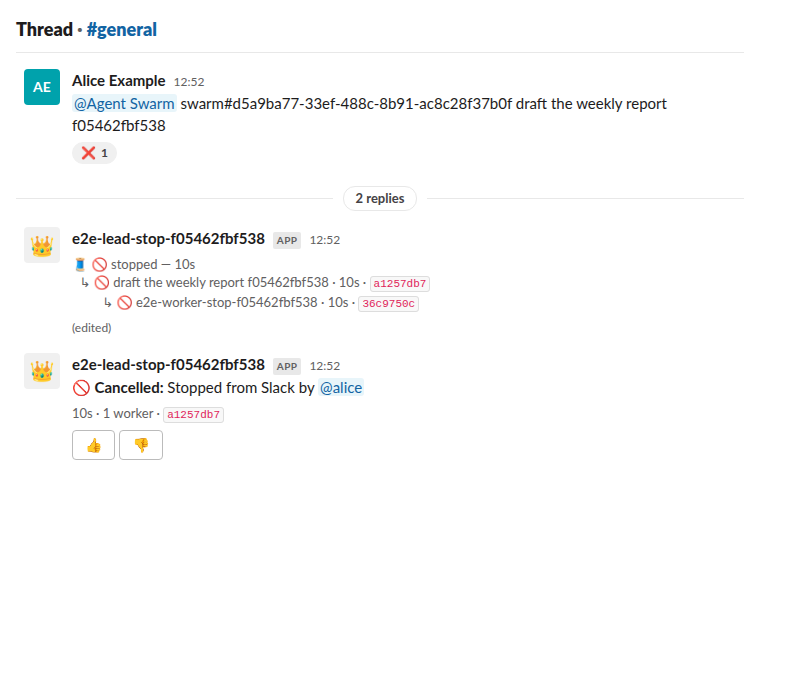 Thread • #general
AE
Alice Example 12:52
@Agent Swarm swarm#d5a9ba77-33ef-488c-8b91-ac8c28f37b0f draft the weekly report
f05462fbf538
❌ 1
2 replies
e2e-lead-stop-f05462fbf538 APP 12:52
🧵 🚫 stopped — 10s
↳ 🚫 draft the weekly report f05462fbf538 · 10s · a1257db7
↳ 🚫 e2e-worker-stop-f05462fbf538 · 10s · 36c9750c
(edited)
e2e-lead-stop-f05462fbf538 APP 12:52
🚫 Cancelled: Stopped from Slack by @alice
10s · 1 worker · a1257db7
👍 👎